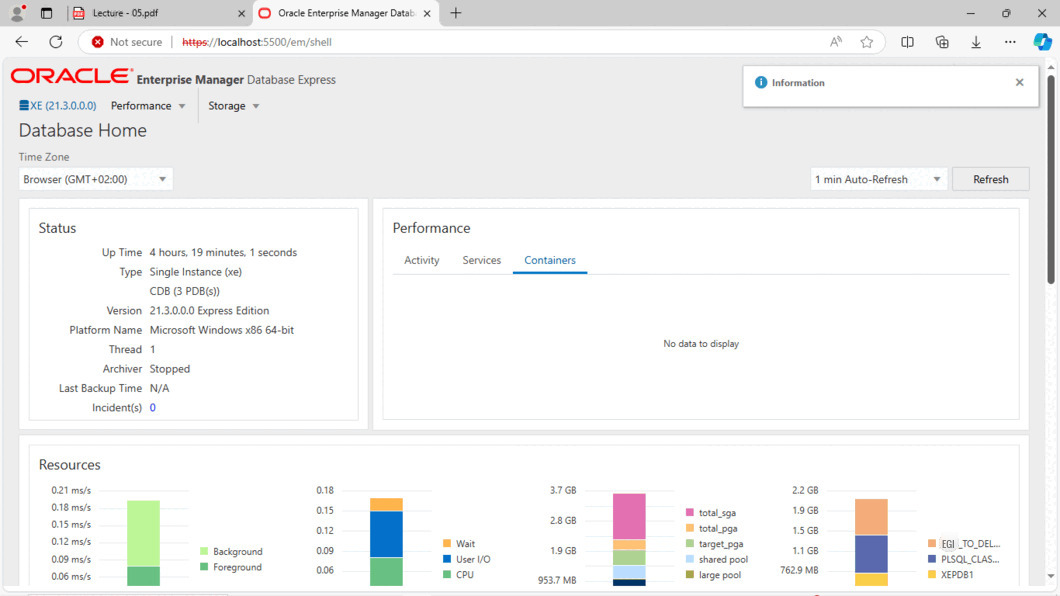 Lecture - 05.pdf
Oracle Enterprise Manager Datab
Not secure
https://localhost:5500/em/shell
ORACLE Enterprise Manager Database Express
Information
XE (21.3.0.0.0) Performance Storage
Database Home
Time Zone
Browser (GMT+02:00)
1 min Auto-Refresh
Refresh
Status
Up Time 4 hours, 19 minutes, 1 seconds
Type Single Instance (xe)
CDB (3 PDB(s))
Version 21.3.0.0.0 Express Edition
Platform Name Microsoft Windows x86 64-bit
Thread 1
Archiver Stopped
Last Backup Time N/A
Incident(s) 0
Performance
Activity Services Containers
No data to display
Resources
0.21 ms/s
0.18 ms/s
0.15 ms/s
0.12 ms/s
0.09 ms/s
0.06 ms/s
Background
Foreground
0.18
0.15
0.12
0.09
0.06
Wait
User I/O
CPU
3.7 GB
2.8 GB
1.9 GB
953.7 MB
total_sga
total_pga
target_pga
shared pool
large pool
2.2 GB
1.9 GB
1.5 GB
1.1 GB
762.9 MB
_TO_DEL...
PLSQL_CLAS...
XEPDB1